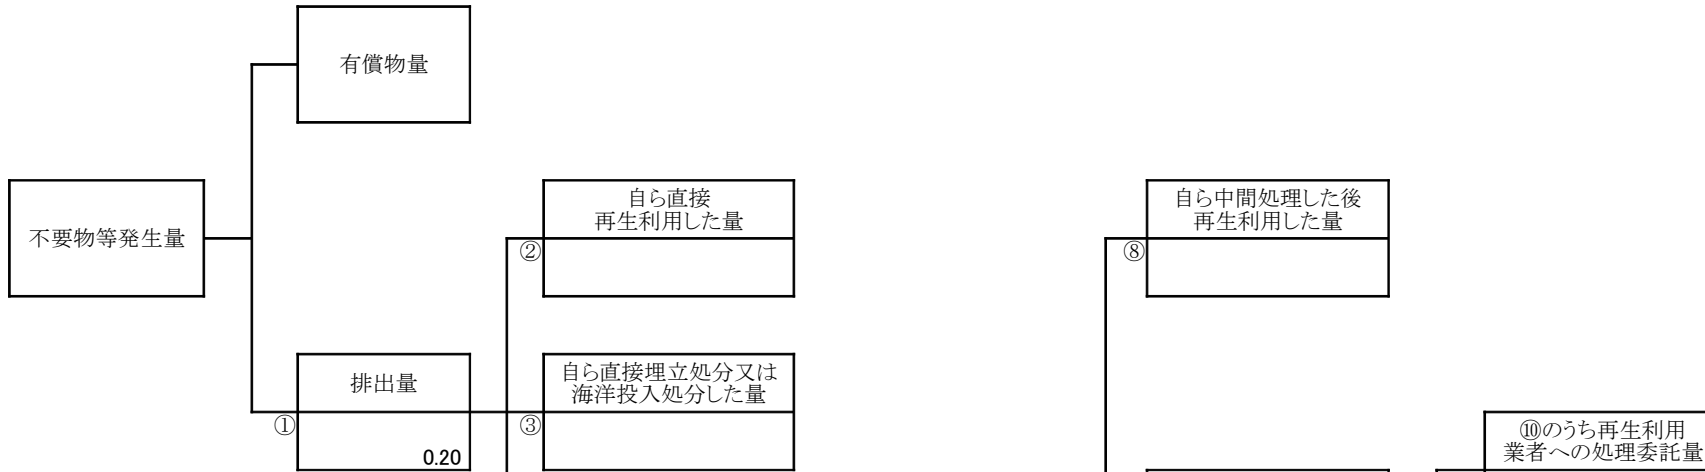 有償物量
不要物等発生量
自ら直接
再生利用した量
②
自ら中間処理した後
再生利用した量
⑧
排出量
①
0.20
自ら直接埋立処分又は
海洋投入処分した量
③
⑩のうち再生利用
業者への処理委託量